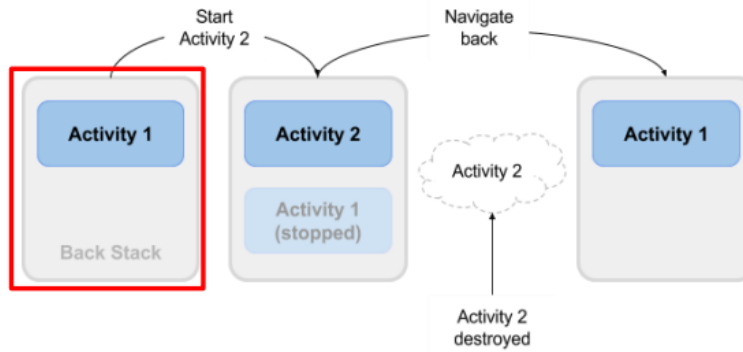 Start
Activity 2
Navigate
back
Activity 1
Back Stack
Activity 2
Activity 1
(stopped)
Activity 2
Activity 2
destroyed
Activity 1